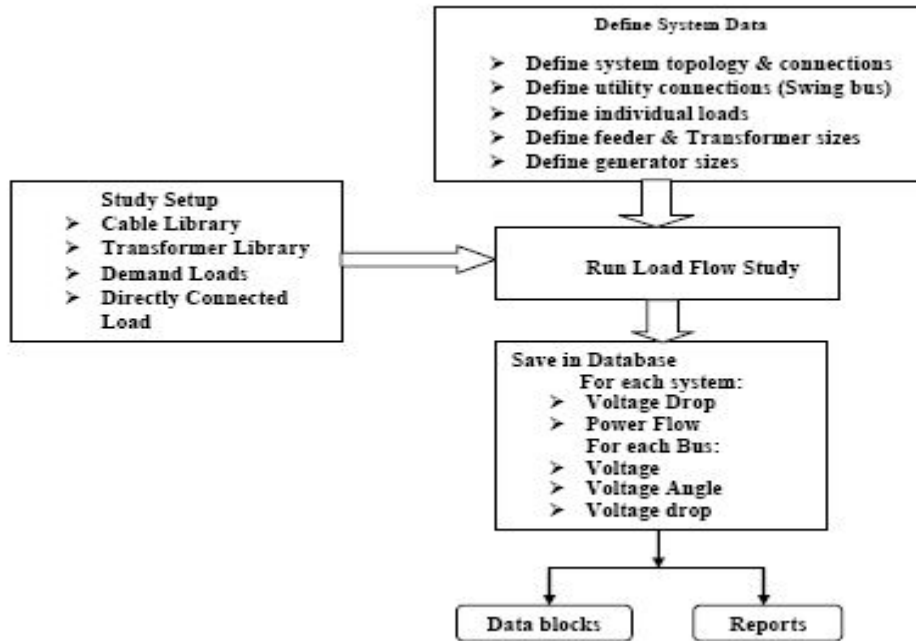 Define System Data
➢ Define system topology & connections
➢ Define utility connections (Swing bus)
➢ Define individual loads
➢ Define feeder & Transformer sizes
➢ Define generator sizes
Study Setup
➢ Cable Library
➢ Transformer Library
➢ Demand Loads
➢ Directly Connected
Load
Run Load Flow Study
Save in Database
For each system:
➢ Voltage Drop
➢ Power Flow
For each Bus:
➢ Voltage
➢ Voltage Angle
➢ Voltage drop
Data blocks
Reports